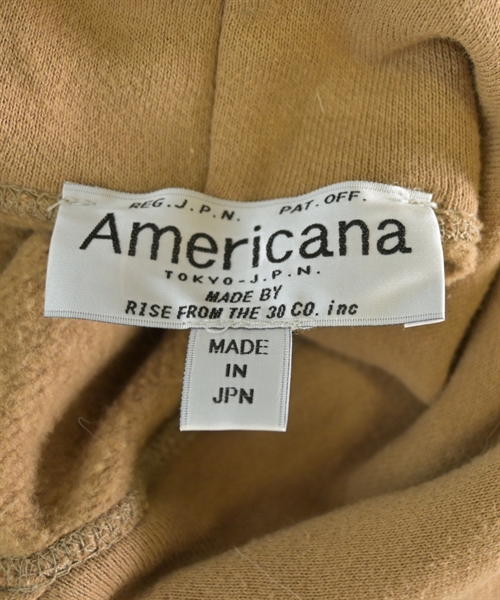 REG.J.P.N. PAT.OFF.
Americana
TOKYO-J.P.N.
MADE BY
RISE FROM THE 30 CO. inc
MADE
IN
JPN